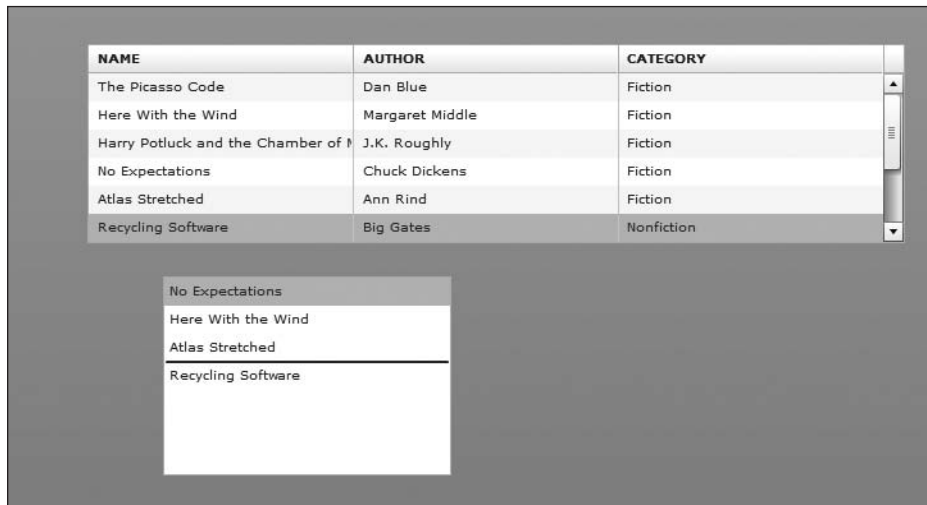 NAME AUTHOR CATEGORY
The Picasso Code Dan Blue Fiction
Here With the Wind Margaret Middle Fiction
Harry Potluck and the Chamber of J.K. Roughly Fiction
No Expectations Chuck Dickens Fiction
Atlas Stretched Ann Rind Fiction
Recycling Software Big Gates Nonfiction
No Expectations
Here With the Wind
Atlas Stretched
Recycling Software